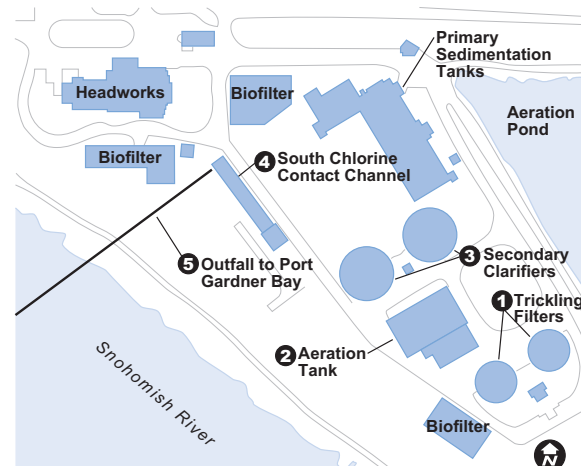 Primary
Sedimentation
Tanks
Headworks
Biofilter
Aeration
Pond
Biofilter
4 South Chlorine
Contact Channel
5 Outfall to Port
Gardner Bay
3 Secondary
Clarifiers
1 Trickling
Filters
2 Aeration
Tank
Snohomish River
Biofilter
N